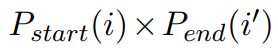 P_{start}(i) × P_{end}(i′)